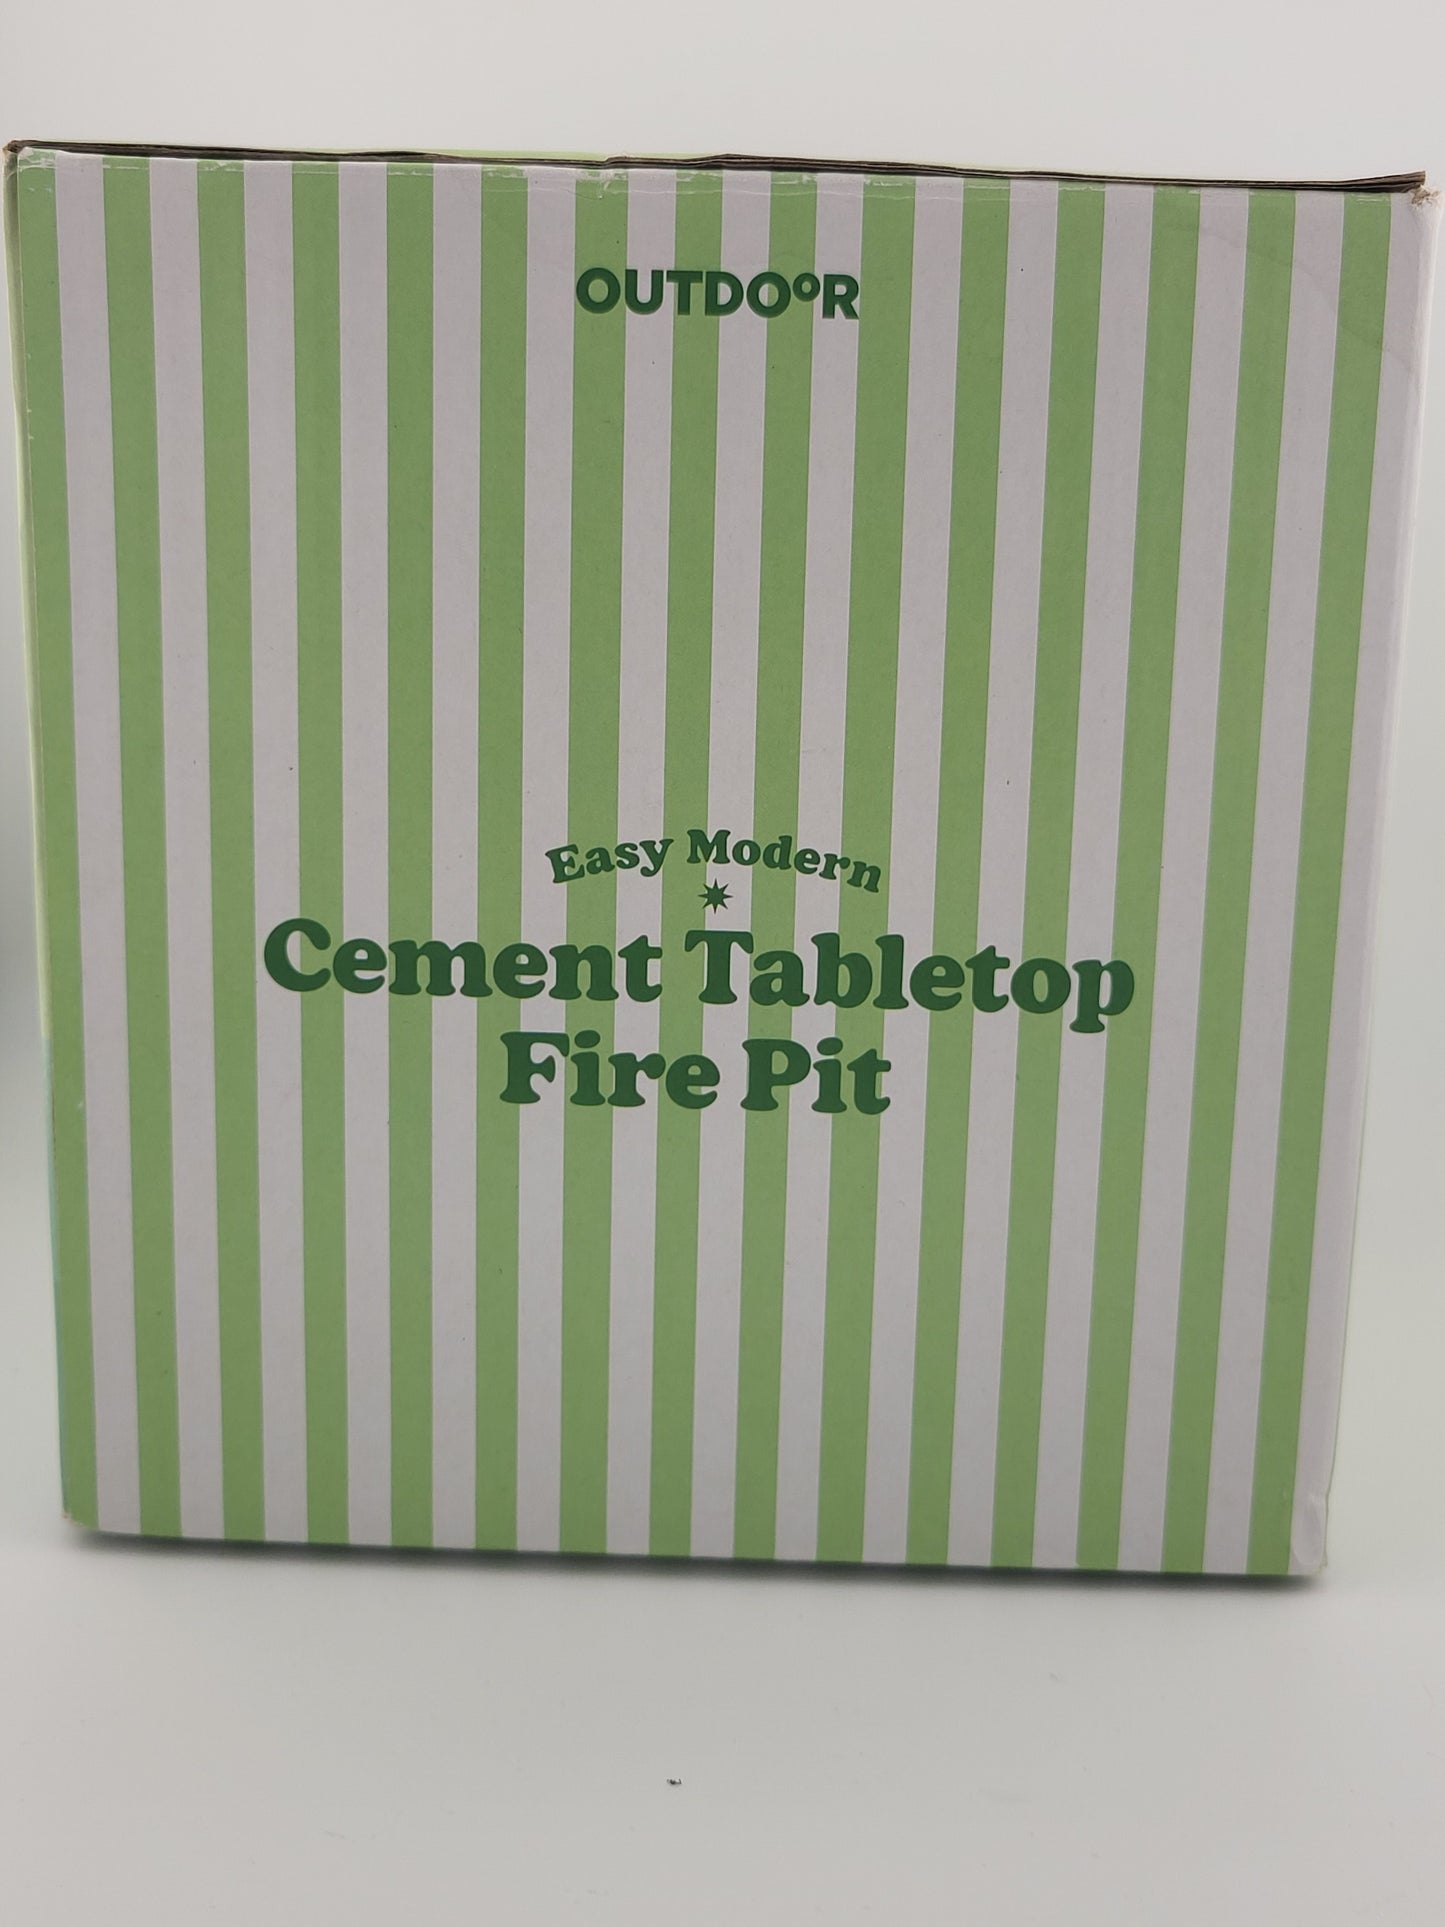 OUTDOOR
Easy Modern
Cement Tabletop
Fire Pit